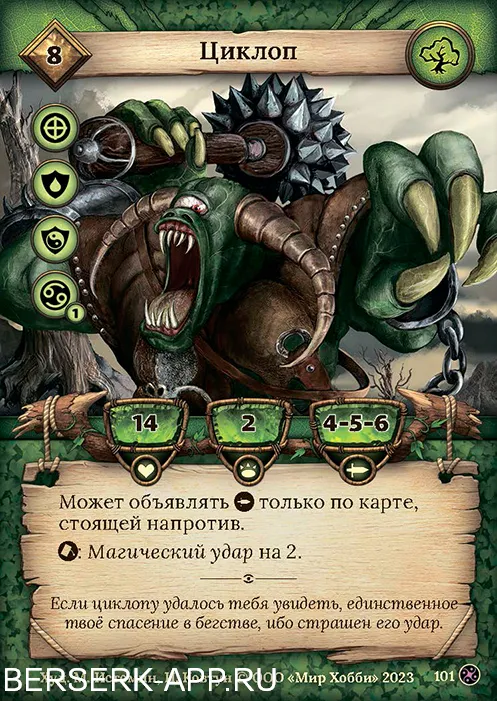 8
Циклоп
1
14
2
4-5-6
Может объявлять только по карте,
стоящей напротив.
: Магический удар на 2.
Если циклопу удалось тебя увидеть, единственное
твоё спасение в бегстве, ибо страшен его удар.
Худ. М. © ООО «Мир Хобби» 2023 101
BERSERK-APP.RU